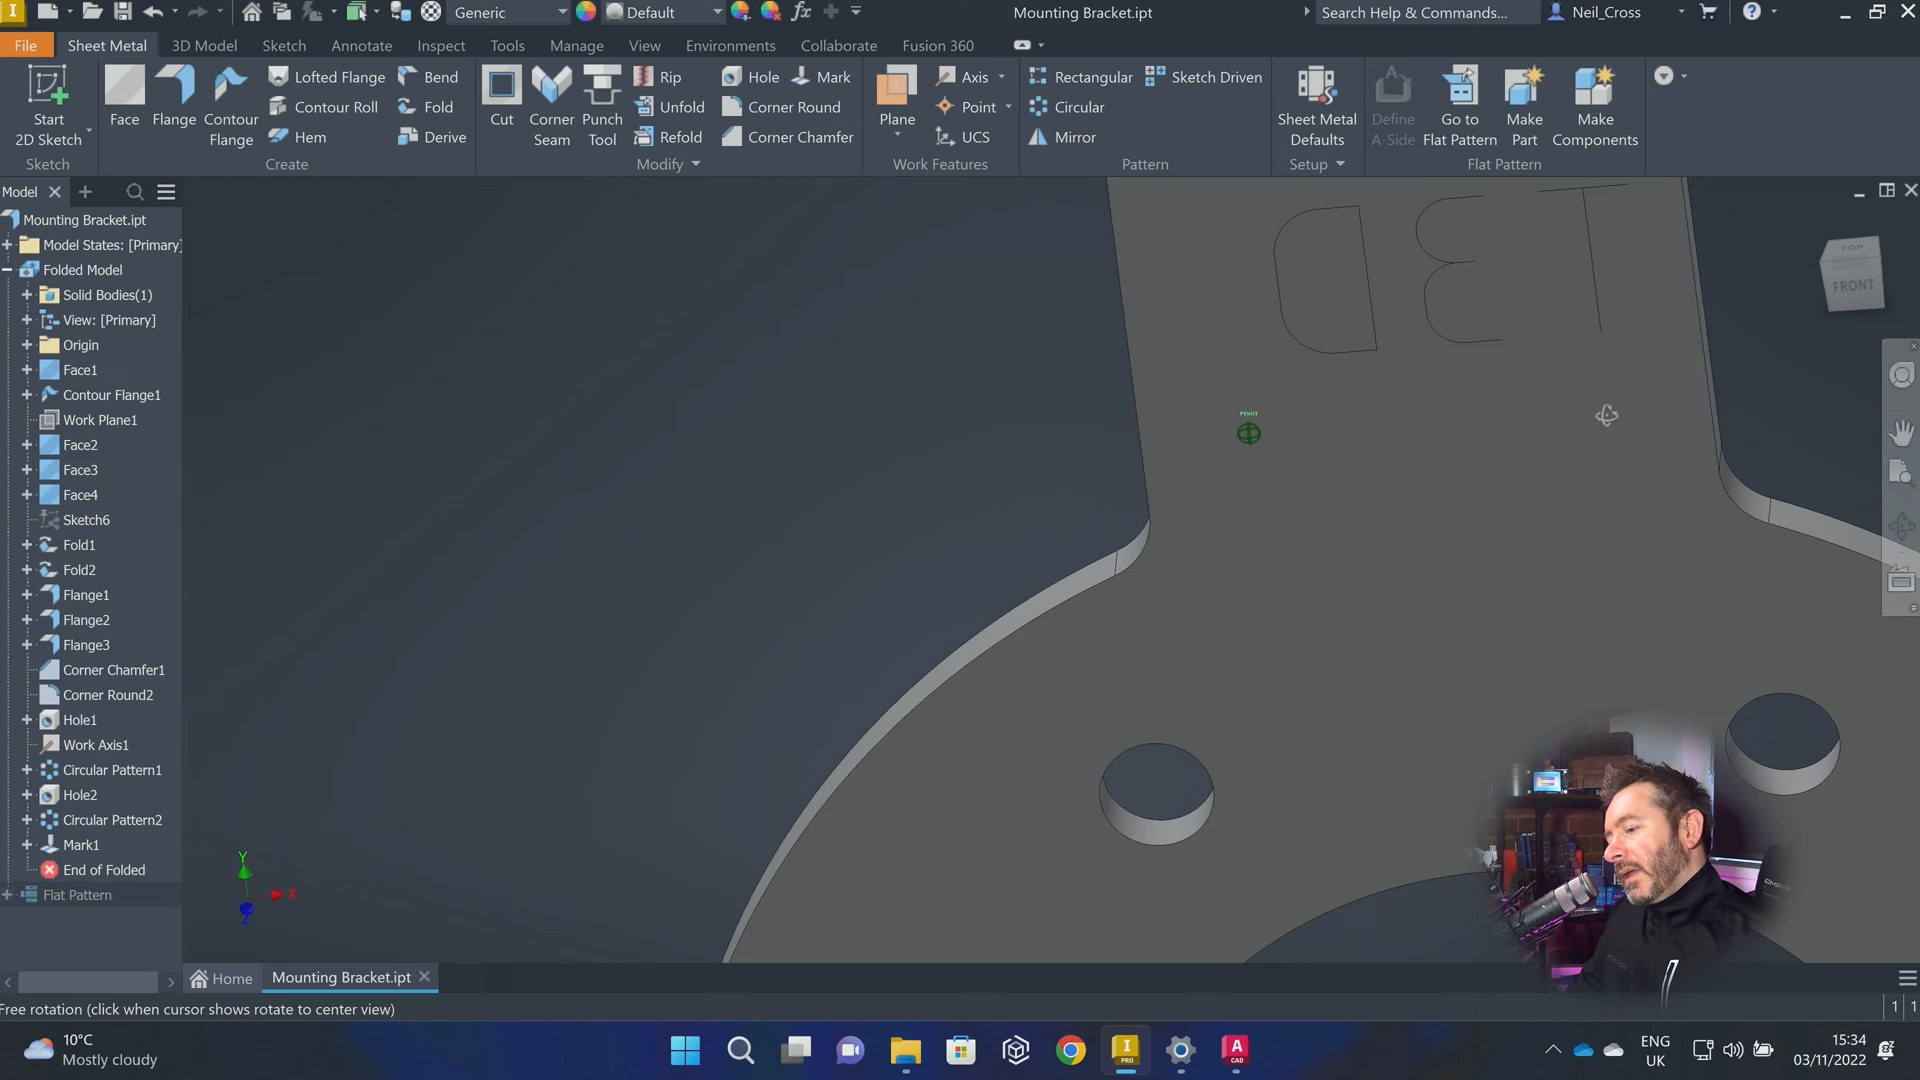 Generic
Default
fx
Mounting Bracket.ipt
Search Help & Commands...
Neil_Cross
File
Sheet Metal
3D Model
Sketch
Annotate
Inspect
Tools
Manage
View
Environments
Collaborate
Fusion 360
Start
2D Sketch
Sketch
Face
Flange
Contour
Flange
Lofted Flange
Contour Roll
Hem
Bend
Fold
Derive
Create
Cut
Corner
Seam
Punch
Tool
Rip
Unfold
Refold
Hole
Mark
Corner Round
Corner Chamfer
Modify
Plane
Axis
Point
UCS
Work Features
Rectangular
Sketch Driven
Circular
Mirror
Pattern
Sheet Metal
Defaults
Setup
Define
A-Side
Go to
Flat Pattern
Make
Part
Make
Components
Flat Pattern
Model
Mounting Bracket.ipt
Model States: [Primary]
Folded Model
Solid Bodies(1)
View: [Primary]
Origin
Face1
Contour Flange1
Work Plane1
Face2
Face3
Face4
Sketch6
Fold1
Fold2
Flange1
Flange2
Flange3
Corner Chamfer1
Corner Round2
Hole1
Work Axis1
Circular Pattern1
Hole2
Circular Pattern2
Mark1
End of Folded
Flat Pattern
TOP
FRONT
PIVOT
Y
X
Z
Home
Mounting Bracket.ipt
Free rotation (click when cursor shows rotate to center view)
1
1
10°C
Mostly cloudy
I
PRO
A
CAD
ENG
UK
15:34
03/11/2022